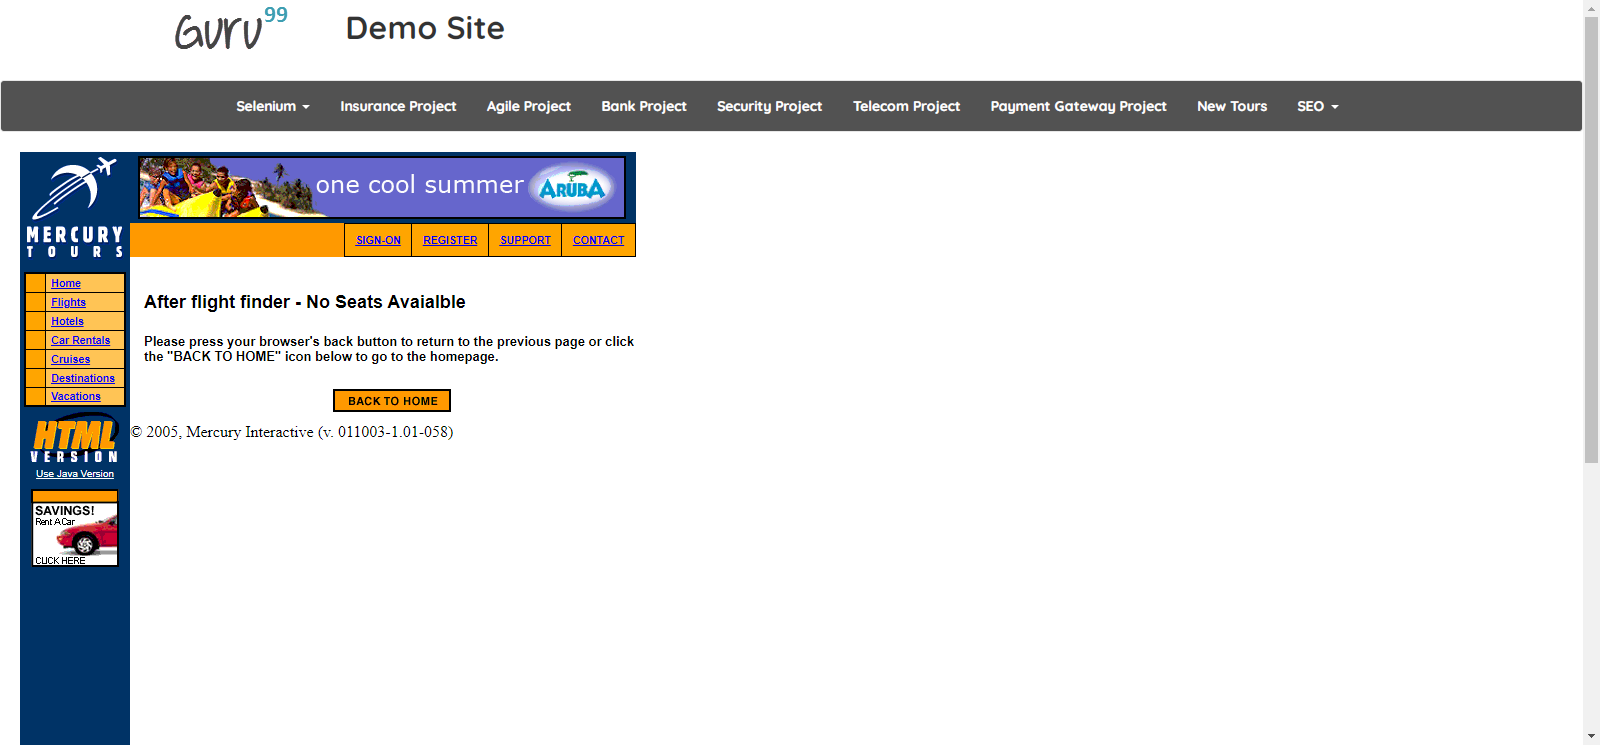 Guru99
Demo Site
Selenium Insurance Project Agile Project Bank Project Security Project Telecom Project Payment Gateway Project New Tours SEO
MERCURY
TOURS
one cool summer ARUBA
SIGN-ON REGISTER SUPPORT CONTACT
Home
Flights
Hotels
Car Rentals
Cruises
Destinations
Vacations
HTML
VERSION
Use Java Version
SAVINGS!
Rent A Car
CLICK HERE
After flight finder - No Seats Avaialble
Please press your browser's back button to return to the previous page or click
the "BACK TO HOME" icon below to go to the homepage.
BACK TO HOME
© 2005, Mercury Interactive (v. 011003-1.01-058)